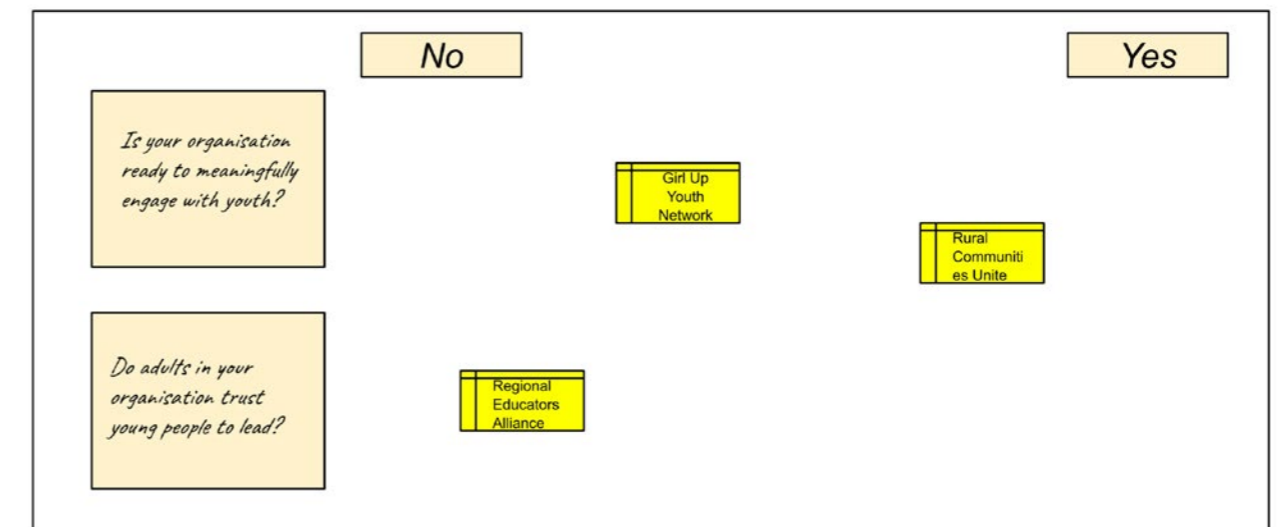 No
Yes
Is your organisation
ready to meaningfully
engage with youth?
Girl Up
Youth
Network
Rural
Communiti
es Unite
Do adults in your
organisation trust
young people to lead?
Regional
Educators
Alliance